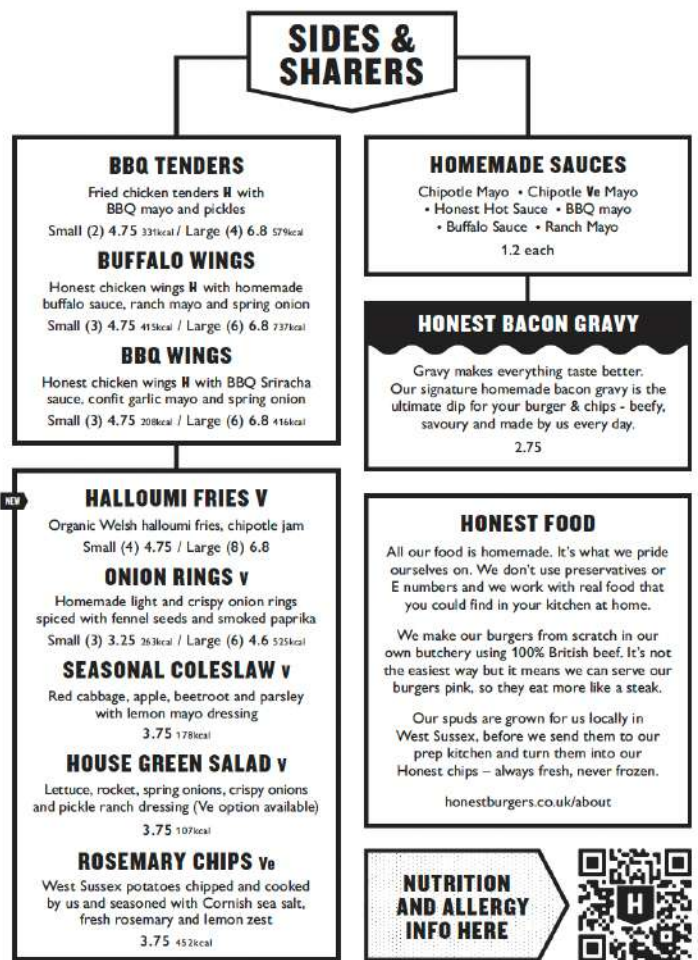 SIDES &
SHARERS
BBQ TENDERS
Fried chicken tenders H with
BBQ mayo and pickles
Small (2) 4.75 331kcal / Large (4) 6.8 579kcal
BUFFALO WINGS
Honest chicken wings H with homemade
buffalo sauce, ranch mayo and spring onion
Small (3) 4.75 415kcal / Large (6) 6.8 737kcal
BBQ WINGS
Honest chicken wings H with BBQ Sriracha
sauce, confit garlic mayo and spring onion
Small (3) 4.75 208kcal / Large (6) 6.8 416kcal
NEW
HALLOUMI FRIES V
Organic Welsh halloumi fries, chipotle jam
Small (4) 4.75 / Large (8) 6.8
ONION RINGS V
Homemade light and crispy onion rings
spiced with fennel seeds and smoked paprika
Small (3) 3.25 263kcal / Large (6) 4.6 525kcal
SEASONAL COLESLAW V
Red cabbage, apple, beetroot and parsley
with lemon mayo dressing
3.75 178kcal
HOUSE GREEN SALAD V
Lettuce, rocket, spring onions, crispy onions
and pickle ranch dressing (Ve option available)
3.75 107kcal
ROSEMARY CHIPS Ve
West Sussex potatoes chipped and cooked
by us and seasoned with Cornish sea salt,
fresh rosemary and lemon zest
3.75 452kcal
HOMEMADE SAUCES
Chipotle Mayo • Chipotle Ve Mayo
• Honest Hot Sauce • BBQ mayo
• Buffalo Sauce • Ranch Mayo
1.2 each
HONEST BACON GRAVY
Gravy makes everything taste better.
Our signature homemade bacon gravy is the
ultimate dip for your burger & chips - beefy,
savoury and made by us every day.
2.75
HONEST FOOD
All our food is homemade. It's what we pride
ourselves on. We don't use preservatives or
E numbers and we work with real food that
you could find in your kitchen at home.
We make our burgers from scratch in our
own butchery using 100% British beef. It's not
the easiest way but it means we can serve our
burgers pink, so they eat more like a steak.
Our spuds are grown for us locally in
West Sussex, before we send them to our
prep kitchen and turn them into our
Honest chips – always fresh, never frozen.
honestburgers.co.uk/about
NUTRITION
AND ALLERGY
INFO HERE
H